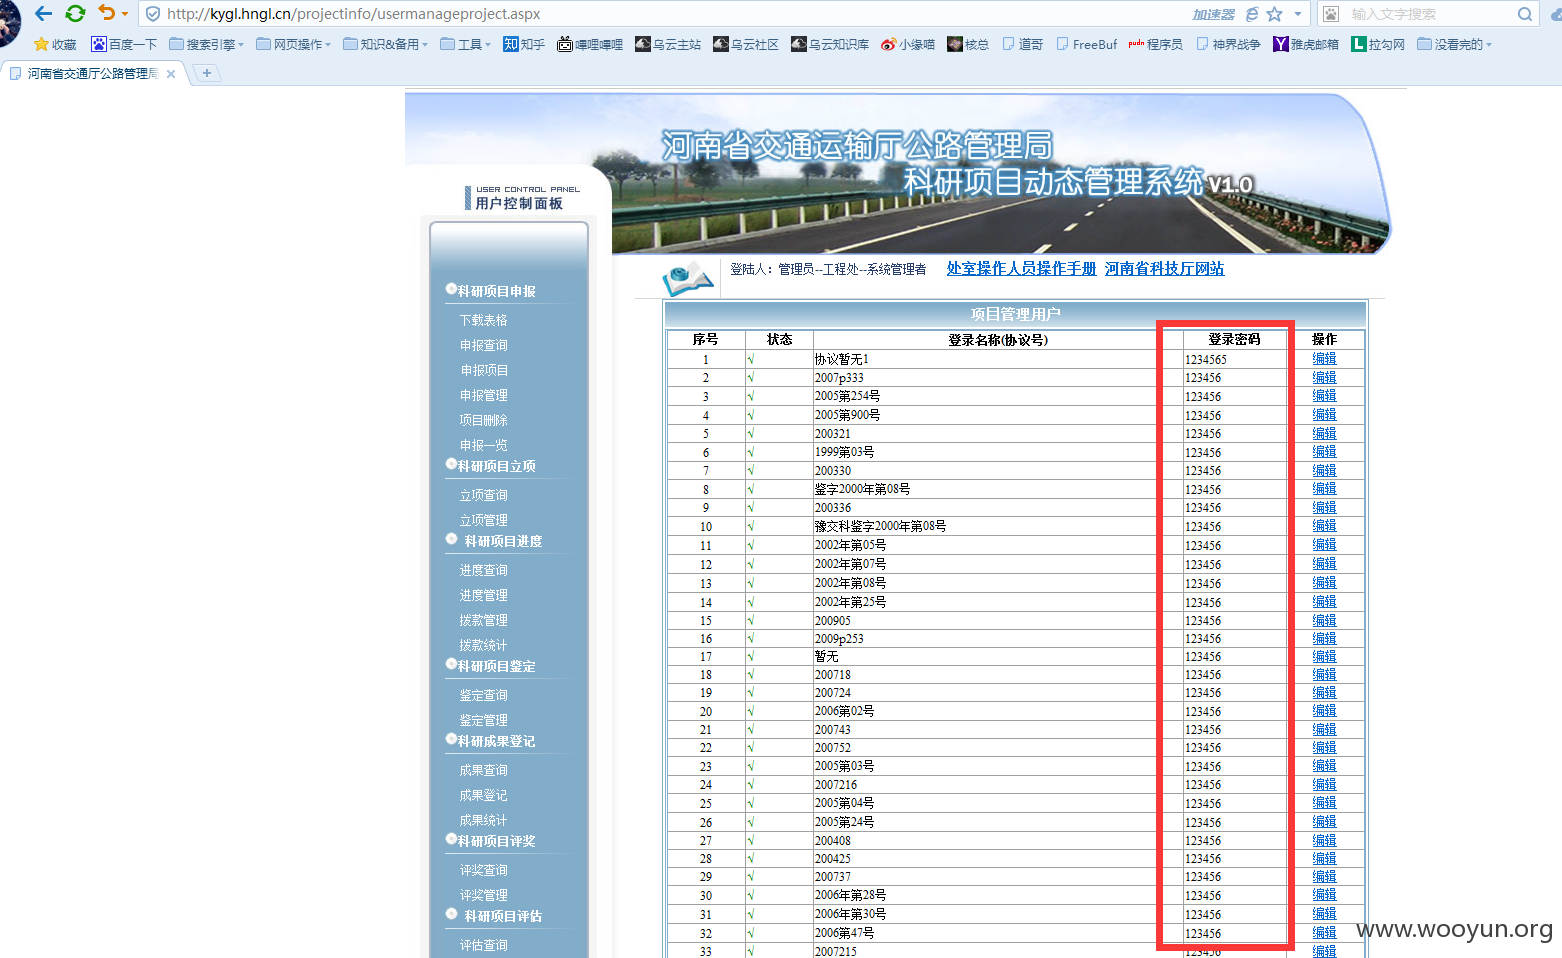 http://kygl.hngl.cn/projectinfo/usermanageproject.aspx 加速器 输入文字搜索
收藏 百度一下 搜索引擎 网页操作 知识&备用 工具 知乎 哔哩哔哩 乌云主站 乌云社区 乌云知识库 小缘喵 核总 道哥 FreeBuf 程序员 神界战争 雅虎邮箱 拉勾网 没看完的
河南省交通厅公路管理局
河南省交通运输厅公路管理局
科研项目动态管理系统 V1.0
USER CONTROL PANEL
用户控制面板
登陆人：管理员--工程处--系统管理者 处室操作人员操作手册 河南省科技厅网站
科研项目申报
下载表格
申报查询
申报项目
申报管理
项目删除
申报一览
科研项目立项
立项查询
立项管理
科研项目进度
进度查询
进度管理
拨款管理
拨款统计
科研项目鉴定
鉴定查询
鉴定管理
科研成果登记
成果查询
成果登记
成果统计
科研项目评奖
评奖查询
评奖管理
科研项目评估
评估查询
项目管理用户
序号 状态 登录名称(协议号) 登录密码 操作
1 √ 协议暂无1 1234565 编辑
2 √ 2007p333 123456 编辑
3 √ 2005第254号 123456 编辑
4 √ 2005第900号 123456 编辑
5 √ 200321 123456 编辑
6 √ 1999第03号 123456 编辑
7 √ 200330 123456 编辑
8 √ 鉴字2000年第08号 123456 编辑
9 √ 200336 123456 编辑
10 √ 豫交科鉴字2000年第08号 123456 编辑
11 √ 2002年第05号 123456 编辑
12 √ 2002年第07号 123456 编辑
13 √ 2002年第08号 123456 编辑
14 √ 2002年第25号 123456 编辑
15 √ 200905 123456 编辑
16 √ 2009p253 123456 编辑
17 √ 暂无 123456 编辑
18 √ 200718 123456 编辑
19 √ 200724 123456 编辑
20 √ 2006第02号 123456 编辑
21 √ 200743 123456 编辑
22 √ 200752 123456 编辑
23 √ 2005第03号 123456 编辑
24 √ 2007216 123456 编辑
25 √ 2005第04号 123456 编辑
26 √ 2005第24号 123456 编辑
27 √ 200408 123456 编辑
28 √ 200425 123456 编辑
29 √ 200737 123456 编辑
30 √ 2006年第28号 123456 编辑
31 √ 2006年第30号 123456 编辑
32 √ 2006第47号 123456 编辑
33 √ 2007215 123456 编辑
www.wooyun.org